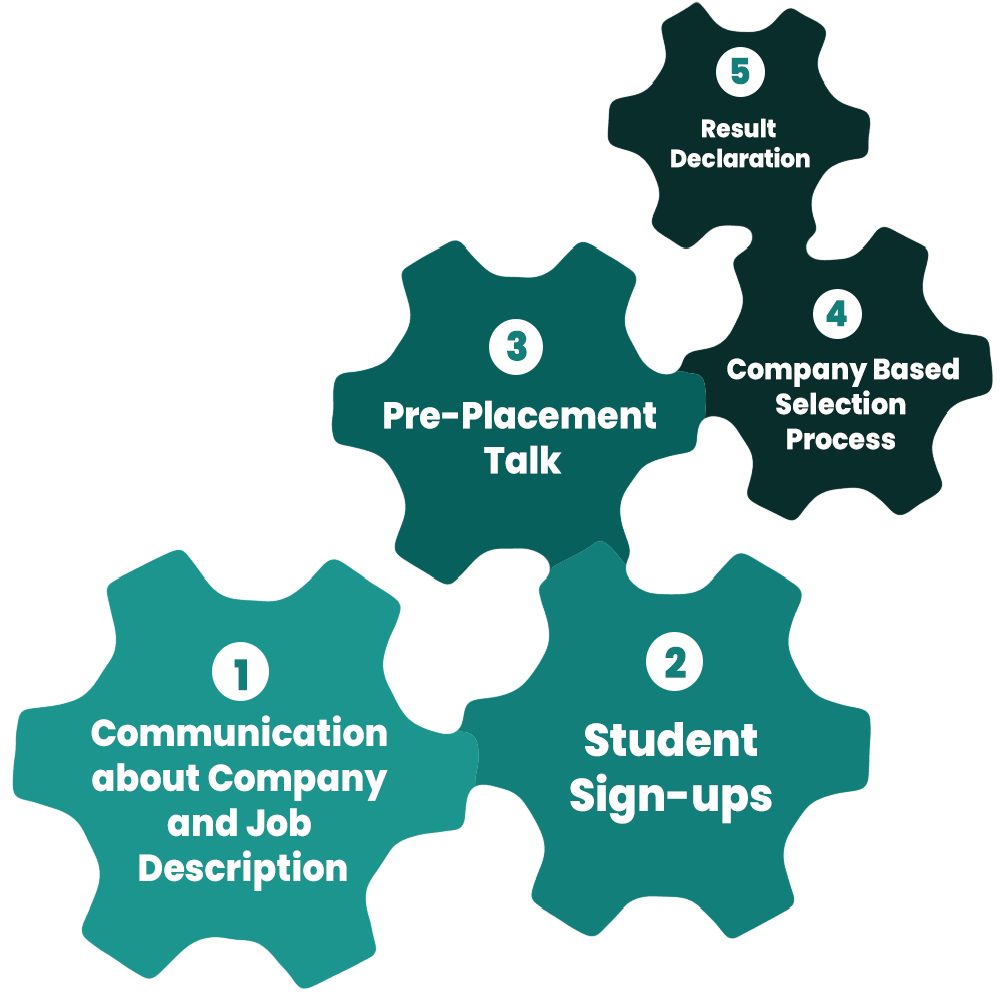 1
Communication
about Company
and Job
Description
2
Student
Sign-ups
3
Pre-Placement
Talk
4
Company Based
Selection
Process
5
Result
Declaration